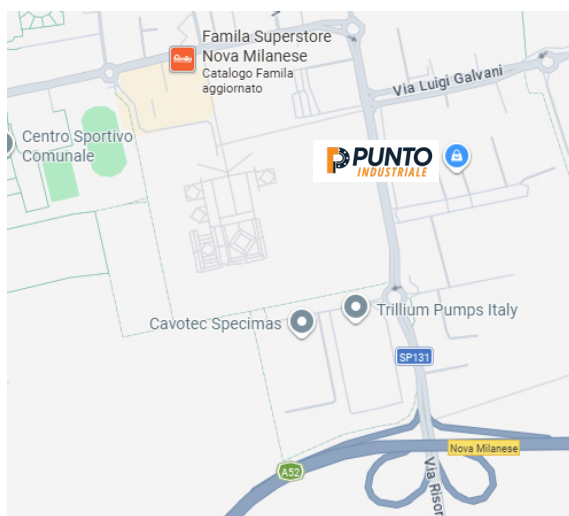 Famila Superstore
Nova Milanese
Catalogo Famila
aggiornato
Via Luigi Galvani
Centro Sportivo
Comunale
PUNTO
INDUSTRIALE
Cavotec Specimas
Trillium Pumps Italy
SP131
Nova Milanese
A52
Via Risor